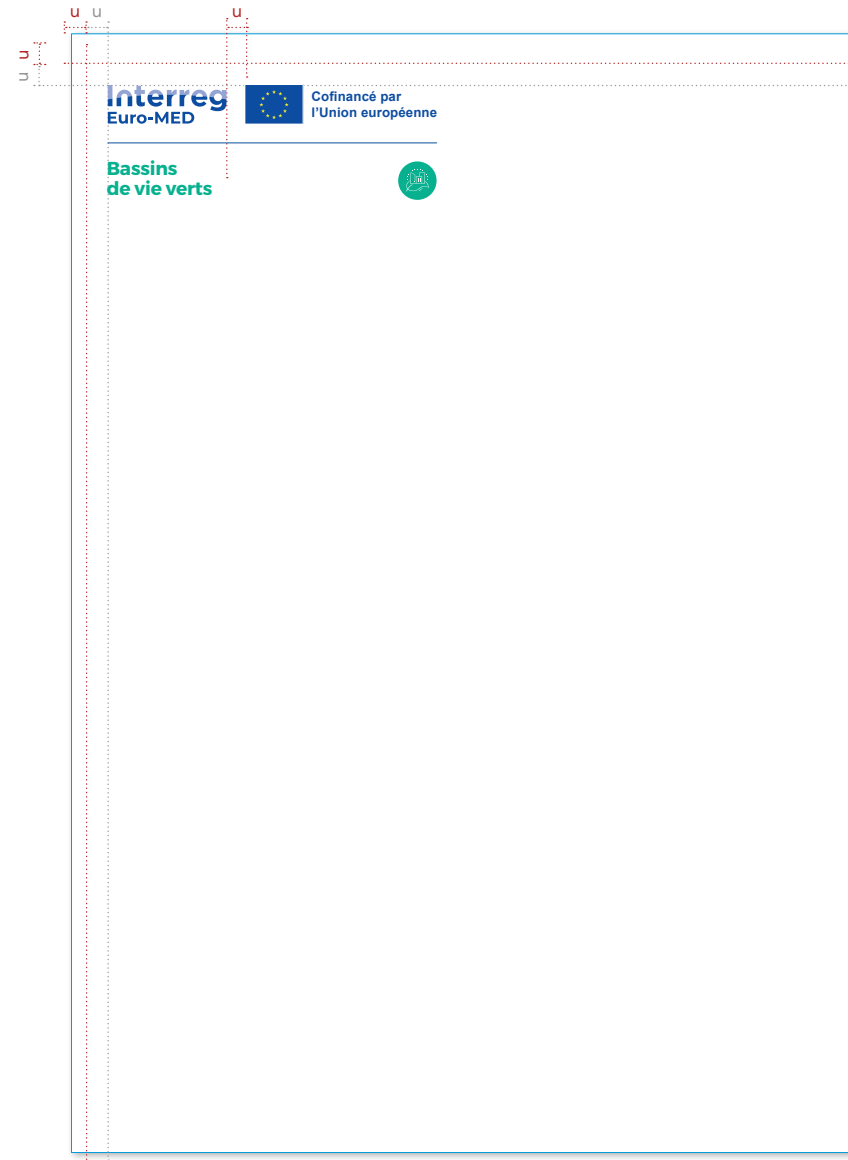 u u u
u
u
Interreg
Euro-MED
Cofinancé par
l'Union européenne
Bassins
de vie verts